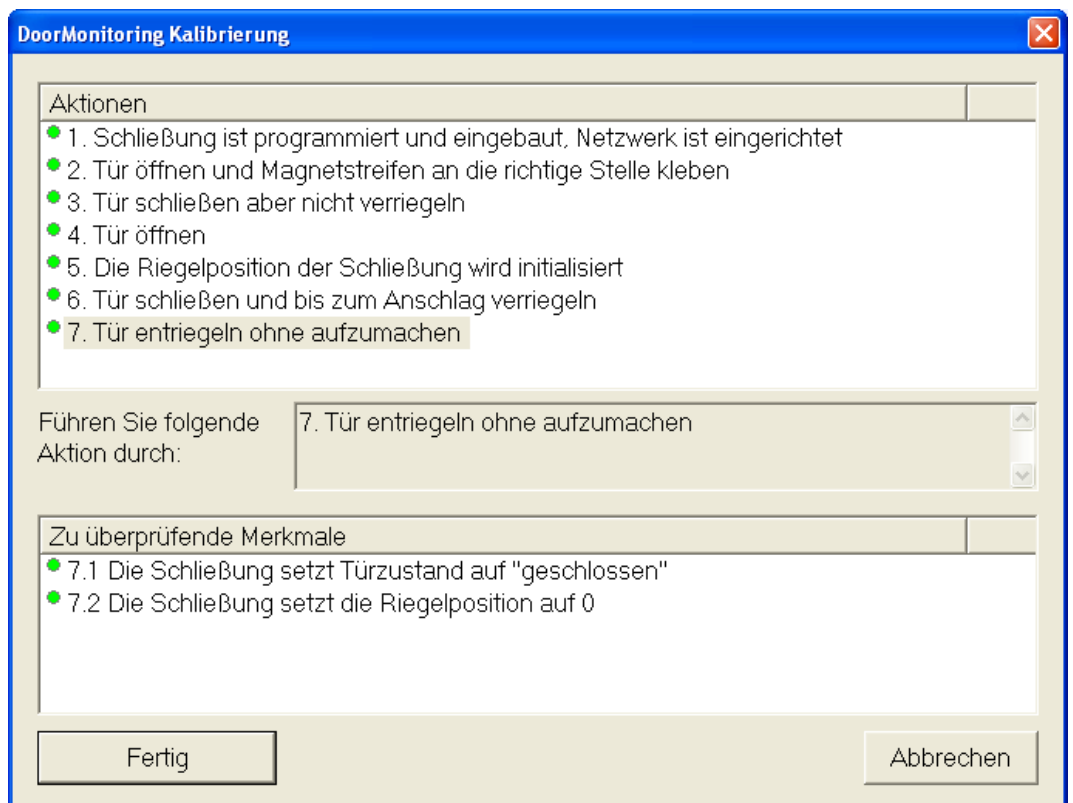 DoorMonitoring Kalibrierung
Aktionen
1. Schließung ist programmiert und eingebaut, Netzwerk ist eingerichtet
2. Tür öffnen und Magnetstreifen an die richtige Stelle kleben
3. Tür schließen aber nicht verriegeln
4. Tür öffnen
5. Die Riegelposition der Schließung wird initialisiert
6. Tür schließen und bis zum Anschlag verriegeln
7. Tür entriegeln ohne aufzumachen
Führen Sie folgende
Aktion durch:
7. Tür entriegeln ohne aufzumachen
Zu überprüfende Merkmale
7.1 Die Schließung setzt Türzustand auf "geschlossen"
7.2 Die Schließung setzt die Riegelposition auf 0
Fertig
Abbrechen